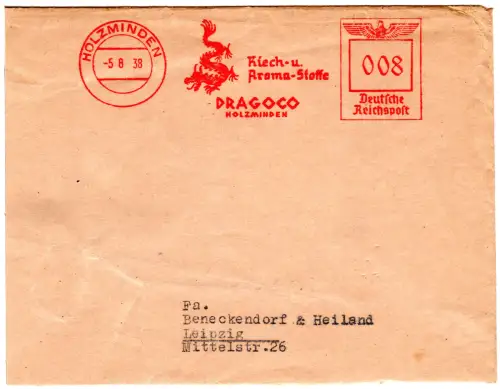 HOLZMINDEN
-5 8 38
Riech- u.
Aroma-Stoffe
DRAGOCO
HOLZMINDEN
008
Deutsche
Reichspost
Fa.
Beneckendorf & Heiland
Leipzig
Mittelstr.26